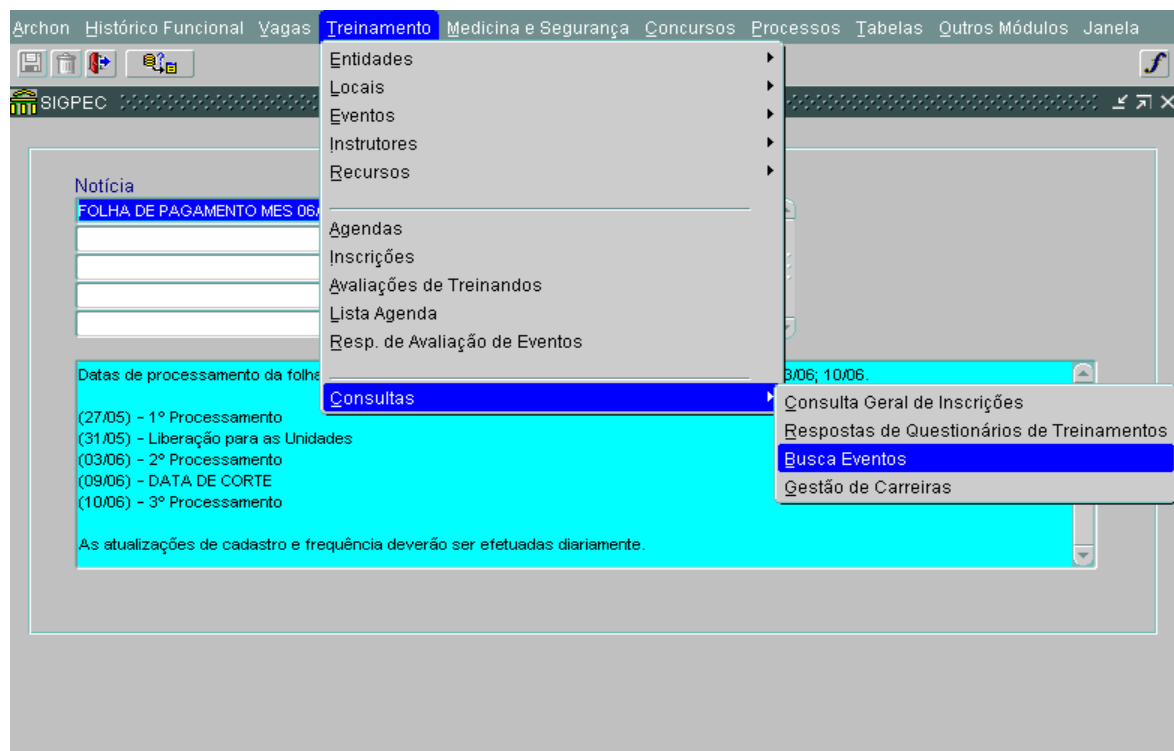 Archon Histórico Funcional Vagas Treinamento Medicina e Segurança Concursos Processos Tabelas Outros Módulos Janela
SIGPEC
Entidades
Locais
Eventos
Instrutores
Recursos
Agendas
Inscrições
Avaliações de Treinandos
Lista Agenda
Resp. de Avaliação de Eventos
Consultas
Consulta Geral de Inscrições
Respostas de Questionários de Treinamentos
Busca Eventos
Gestão de Carreiras
Notícia
FOLHA DE PAGAMENTO MES 06/
Datas de processamento da folha 3/06; 10/06.
(27/05) - 1º Processamento
(31/05) - Liberação para as Unidades
(03/06) - 2º Processamento
(09/06) - DATA DE CORTE
(10/06) - 3º Processamento
As atualizações de cadastro e frequência deverão ser efetuadas diariamente.